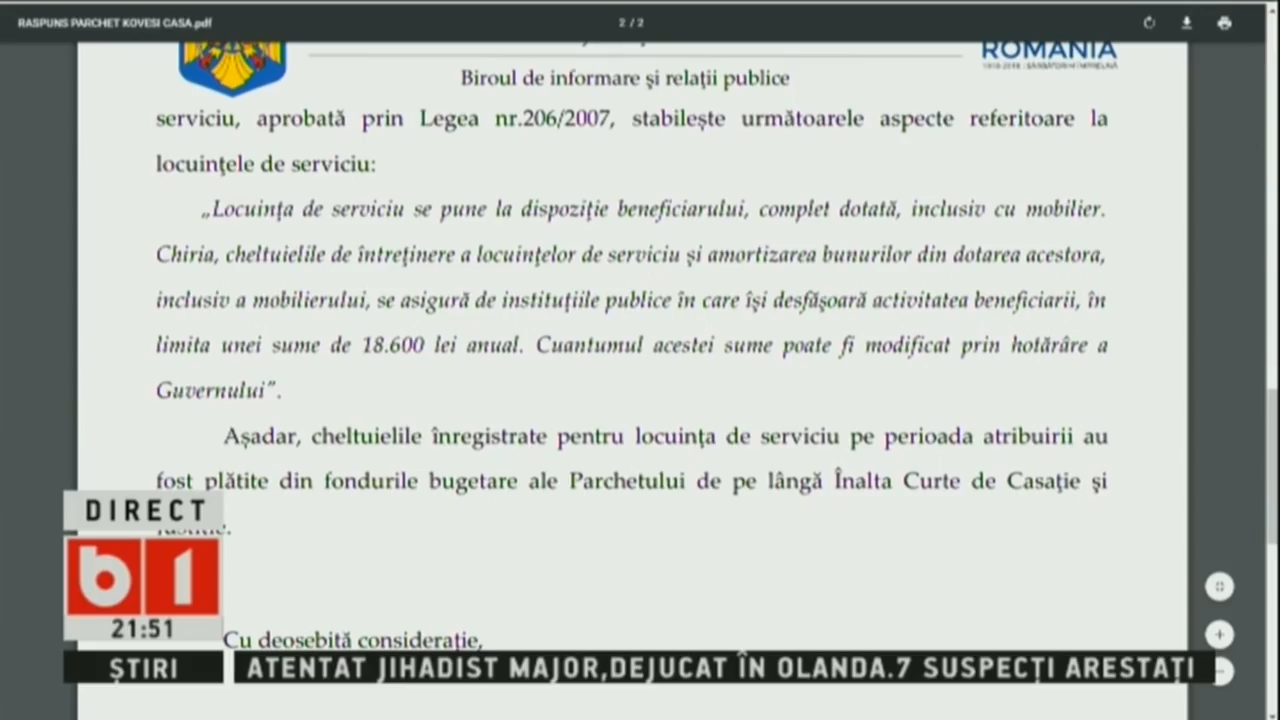 RASPUNS PARCHET KOVESI CASA.pdf
2 / 2
ROMANIA
Biroul de informare şi relaţii publice
serviciu, aprobată prin Legea nr.206/2007, stabileşte următoarele aspecte referitoare la
locuinţele de serviciu:
„Locuinţa de serviciu se pune la dispoziţie beneficiarului, complet dotată, inclusiv cu mobilier.
Chiria, cheltuielile de întreţinere a locuinţelor de serviciu şi amortizarea bunurilor din dotarea acestora,
inclusiv a mobilierului, se asigură de instituţiile publice în care îşi desfăşoară activitatea beneficiarii, în
limita unei sume de 18.600 lei anual. Cuantumul acestei sume poate fi modificat prin hotărâre a
Guvernului”.
Aşadar, cheltuielile înregistrate pentru locuinţa de serviciu pe perioada atribuirii au
fost plătite din fondurile bugetare ale Parchetului de pe lângă Înalta Curte de Casaţie şi
DIRECT
b1
21:51
Cu deosebită consideraţie,
ŞTIRI
ATENTAT JIHADIST MAJOR,DEJUCAT ÎN OLANDA.7 SUSPECŢI ARESTAŢI